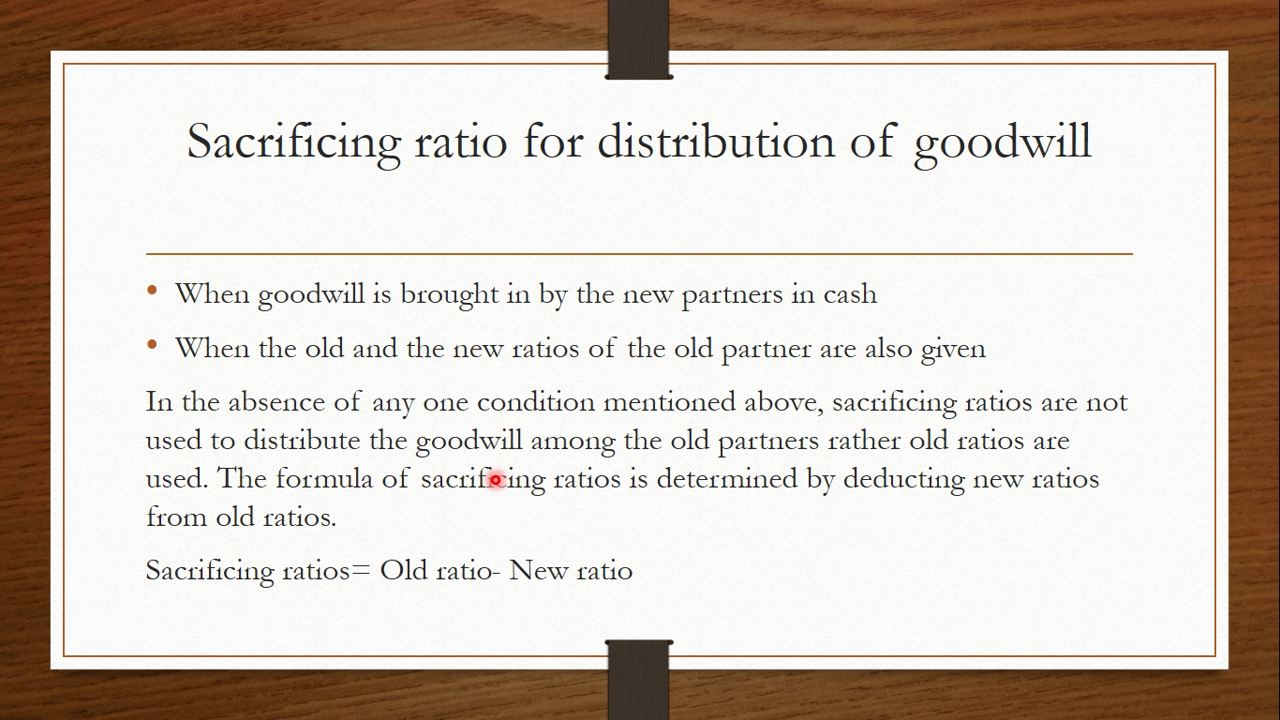 Sacrificing ratio for distribution of goodwill
• When goodwill is brought in by the new partners in cash
• When the old and the new ratios of the old partner are also given
In the absence of any one condition mentioned above, sacrificing ratios are not
used to distribute the goodwill among the old partners rather old ratios are
used. The formula of sacrificing ratios is determined by deducting new ratios
from old ratios.
Sacrificing ratios= Old ratio- New ratio